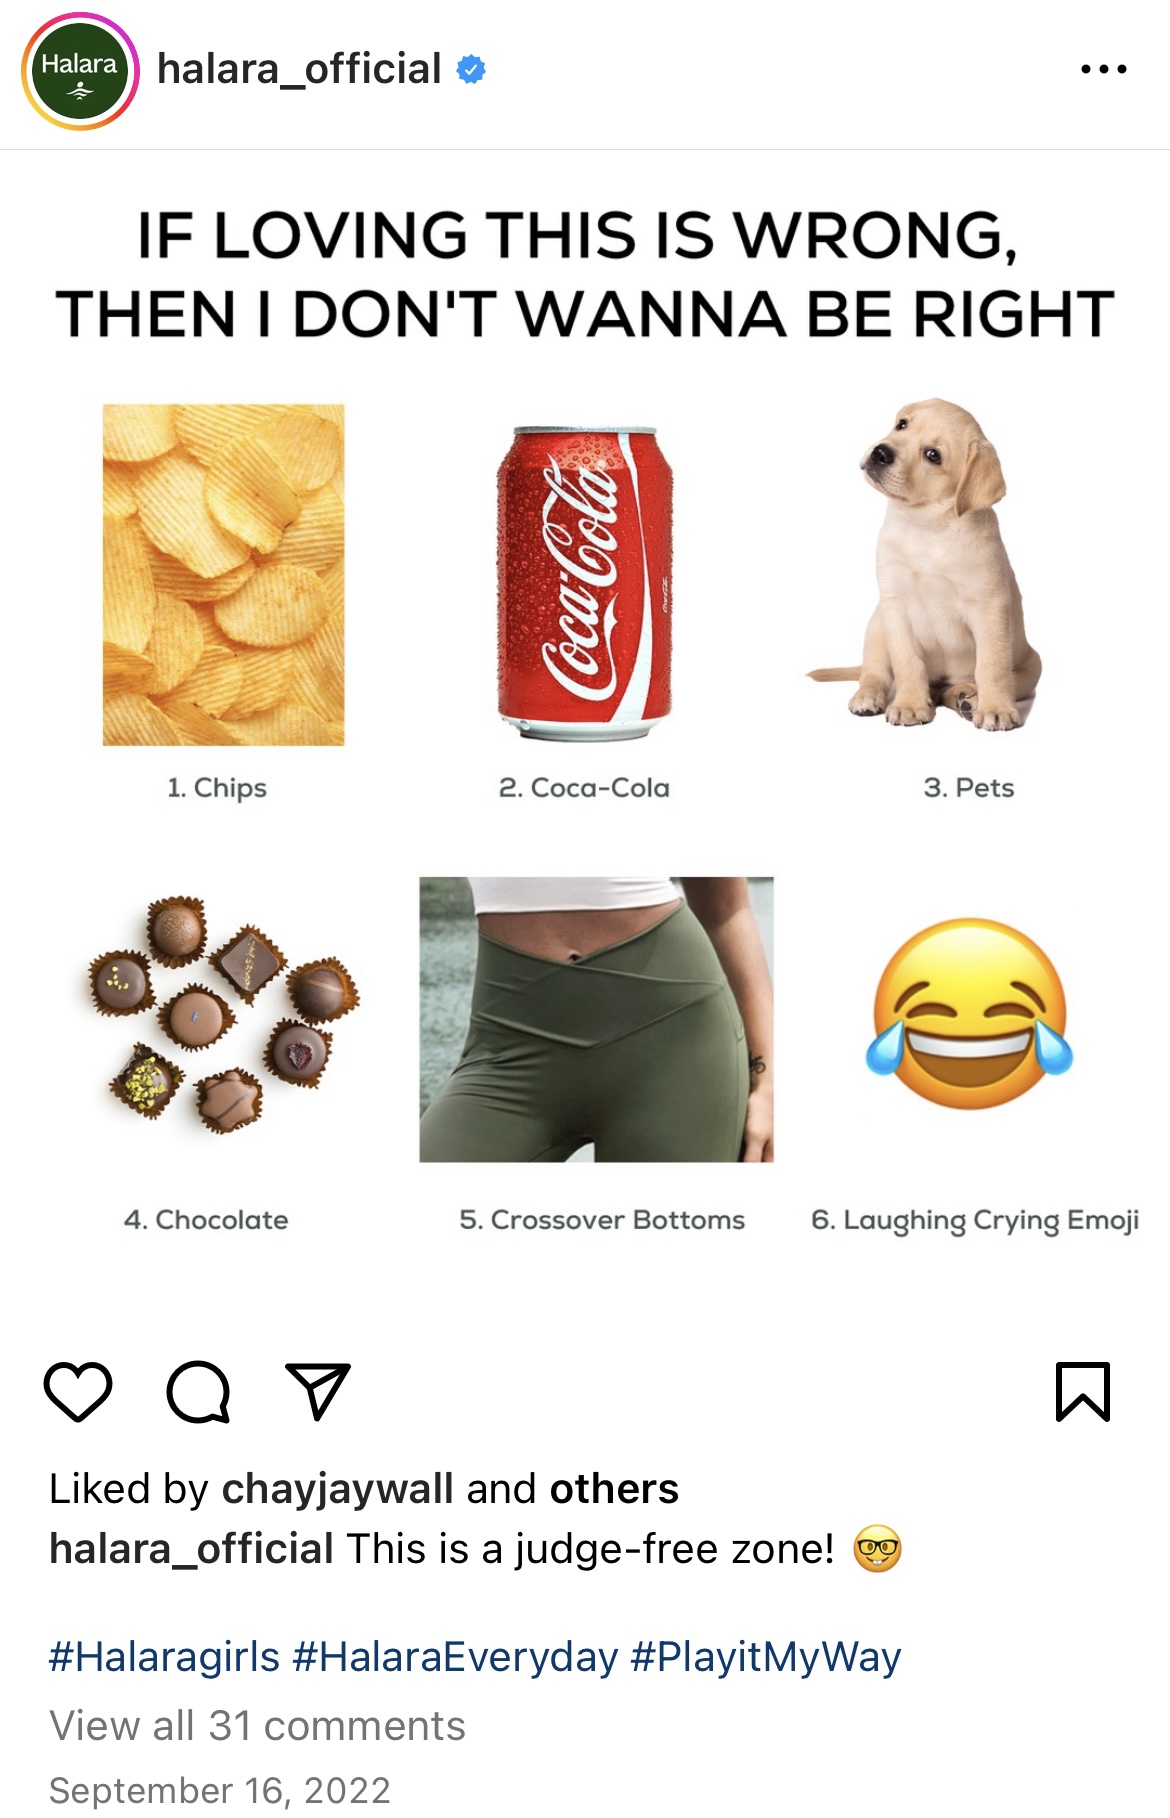 Halara
halara_official
IF LOVING THIS IS WRONG,
THEN I DON'T WANNA BE RIGHT
Coca-Cola
1. Chips
2. Coca-Cola
3. Pets
4. Chocolate
5. Crossover Bottoms
6. Laughing Crying Emoji
Liked by chayjaywall and others
halara_official This is a judge-free zone! 🤓
#Halaragirls #HalaraEveryday #PlayitMyWay
View all 31 comments
September 16, 2022